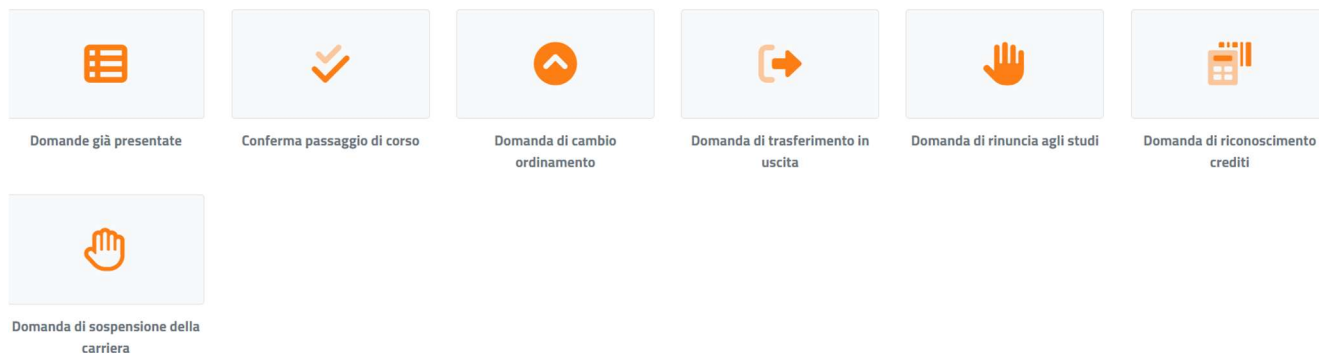 Domande già presentate
Conferma passaggio di corso
Domanda di cambio
ordinamento
Domanda di trasferimento in
uscita
Domanda di rinuncia agli studi
Domanda di riconoscimento
crediti
Domanda di sospensione della
carriera